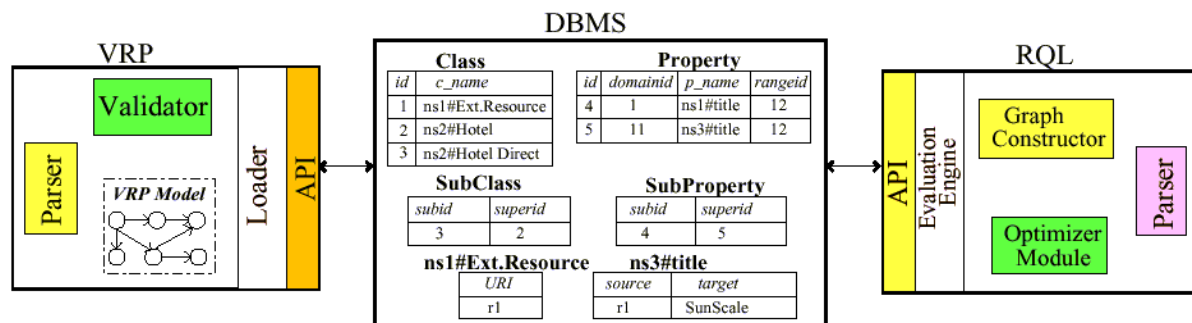 DBMS
VRP
RQL
Validator
Parser
VRP Model
Loader
API
Class
id c_name
1 ns1#Ext.Resource
2 ns2#Hotel
3 ns2#Hotel Direct
Property
id domainid p_name rangeid
4 1 ns1#title 12
5 11 ns3#title 12
SubClass
subid superid
3 2
SubProperty
subid superid
4 5
ns1#Ext.Resource
URI
r1
ns3#title
source target
r1 SunScale
API
Evaluation
Engine
Graph
Constructor
Parser
Optimizer
Module